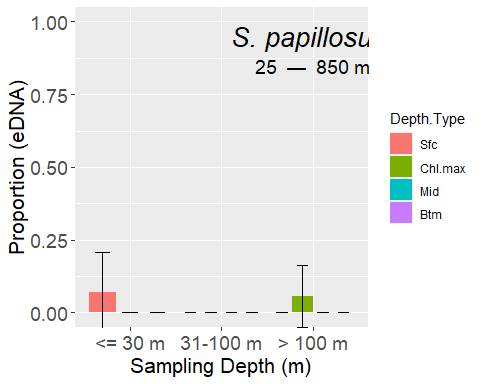 S. papillosu
25 — 850 m
1.00
0.75
0.50
0.25
0.00
Proportion (eDNA)
<= 30 m 31-100 m > 100 m
Sampling Depth (m)
Depth.Type
Sfc
Chl.max
Mid
Btm